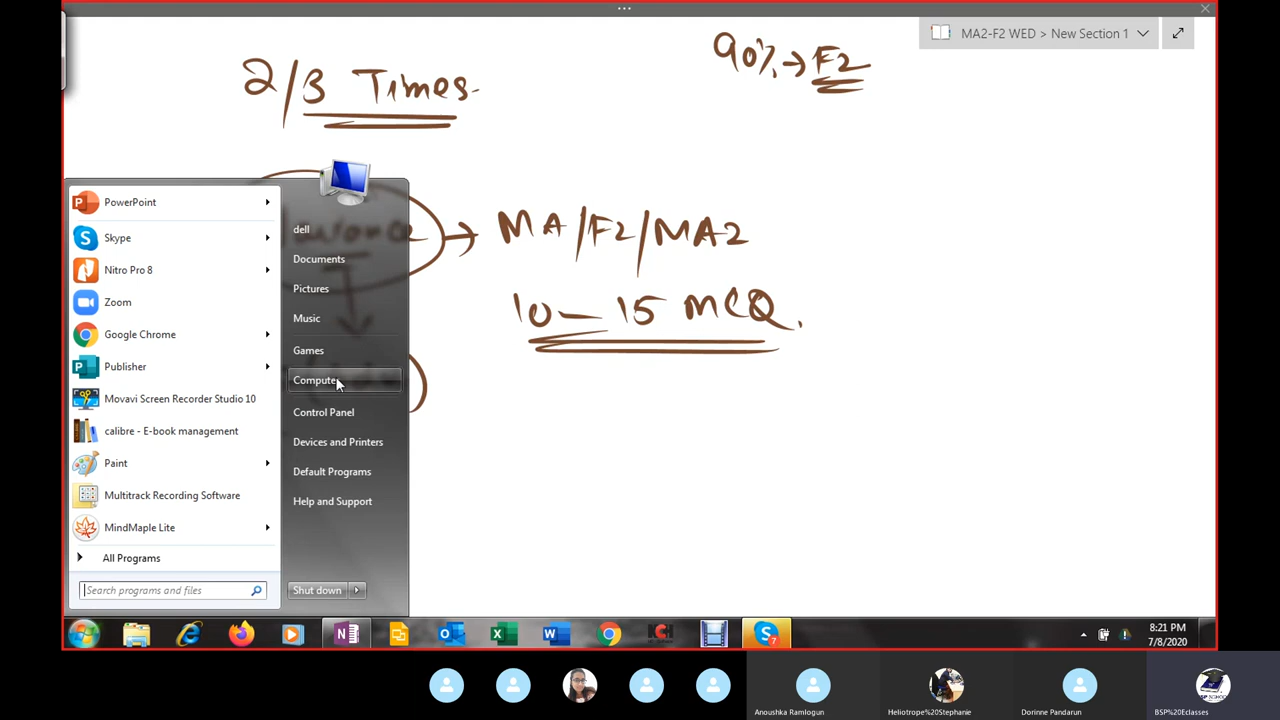 MA2-F2 WED > New Section 1
90% → F2
2/3 Times.
MA/F2/MA2
10 — 15 MCQ.
PowerPoint
Skype
Nitro Pro 8
Zoom
Google Chrome
Publisher
Movavi Screen Recorder Studio 10
calibre - E-book management
Paint
Multitrack Recording Software
MindMaple Lite
All Programs
Search programs and files
dell
Documents
Pictures
Music
Games
Computer
Control Panel
Devices and Printers
Default Programs
Help and Support
Shut down
8:21 PM
7/8/2020
Anoushka Ramlogun
Heliotrope%20Stephanie
Dorinne Pandarun
BSP%20Eclasses